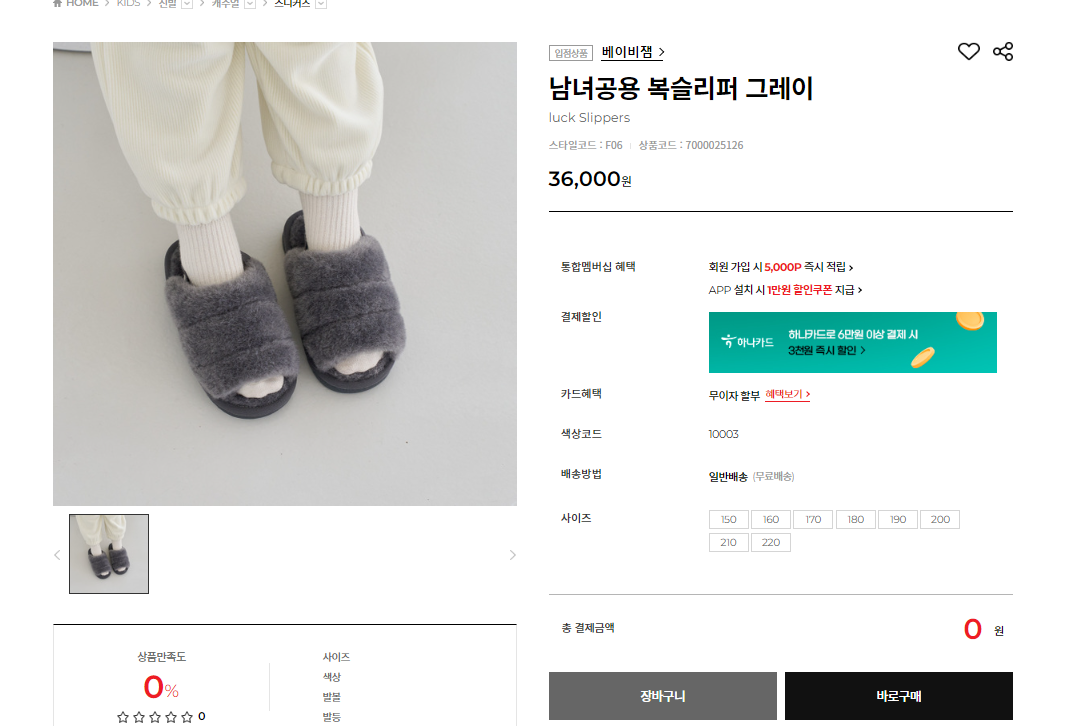 HOME > KIDS > 신발 > 캐주얼 > 스니커즈
입점상품 베이비잼 >
남녀공용 복슬리퍼 그레이
luck Slippers
스타일코드 : F06 | 상품코드 : 7000025126
36,000원
통합멤버십 혜택 회원 가입 시 5,000P 즉시 적립 >
APP 설치 시 1만원 할인쿠폰 지급 >
결제할인 하나카드 하나카드로 6만원 이상 결제 시
3천원 즉시 할인 >
카드혜택 무이자 할부 혜택보기 >
색상코드 10003
배송방법 일반배송 (무료배송)
사이즈 150 160 170 180 190 200
210 220
총 결제금액 0 원
장바구니 바로구매
상품만족도
0%
0
사이즈
색상
발볼
발등